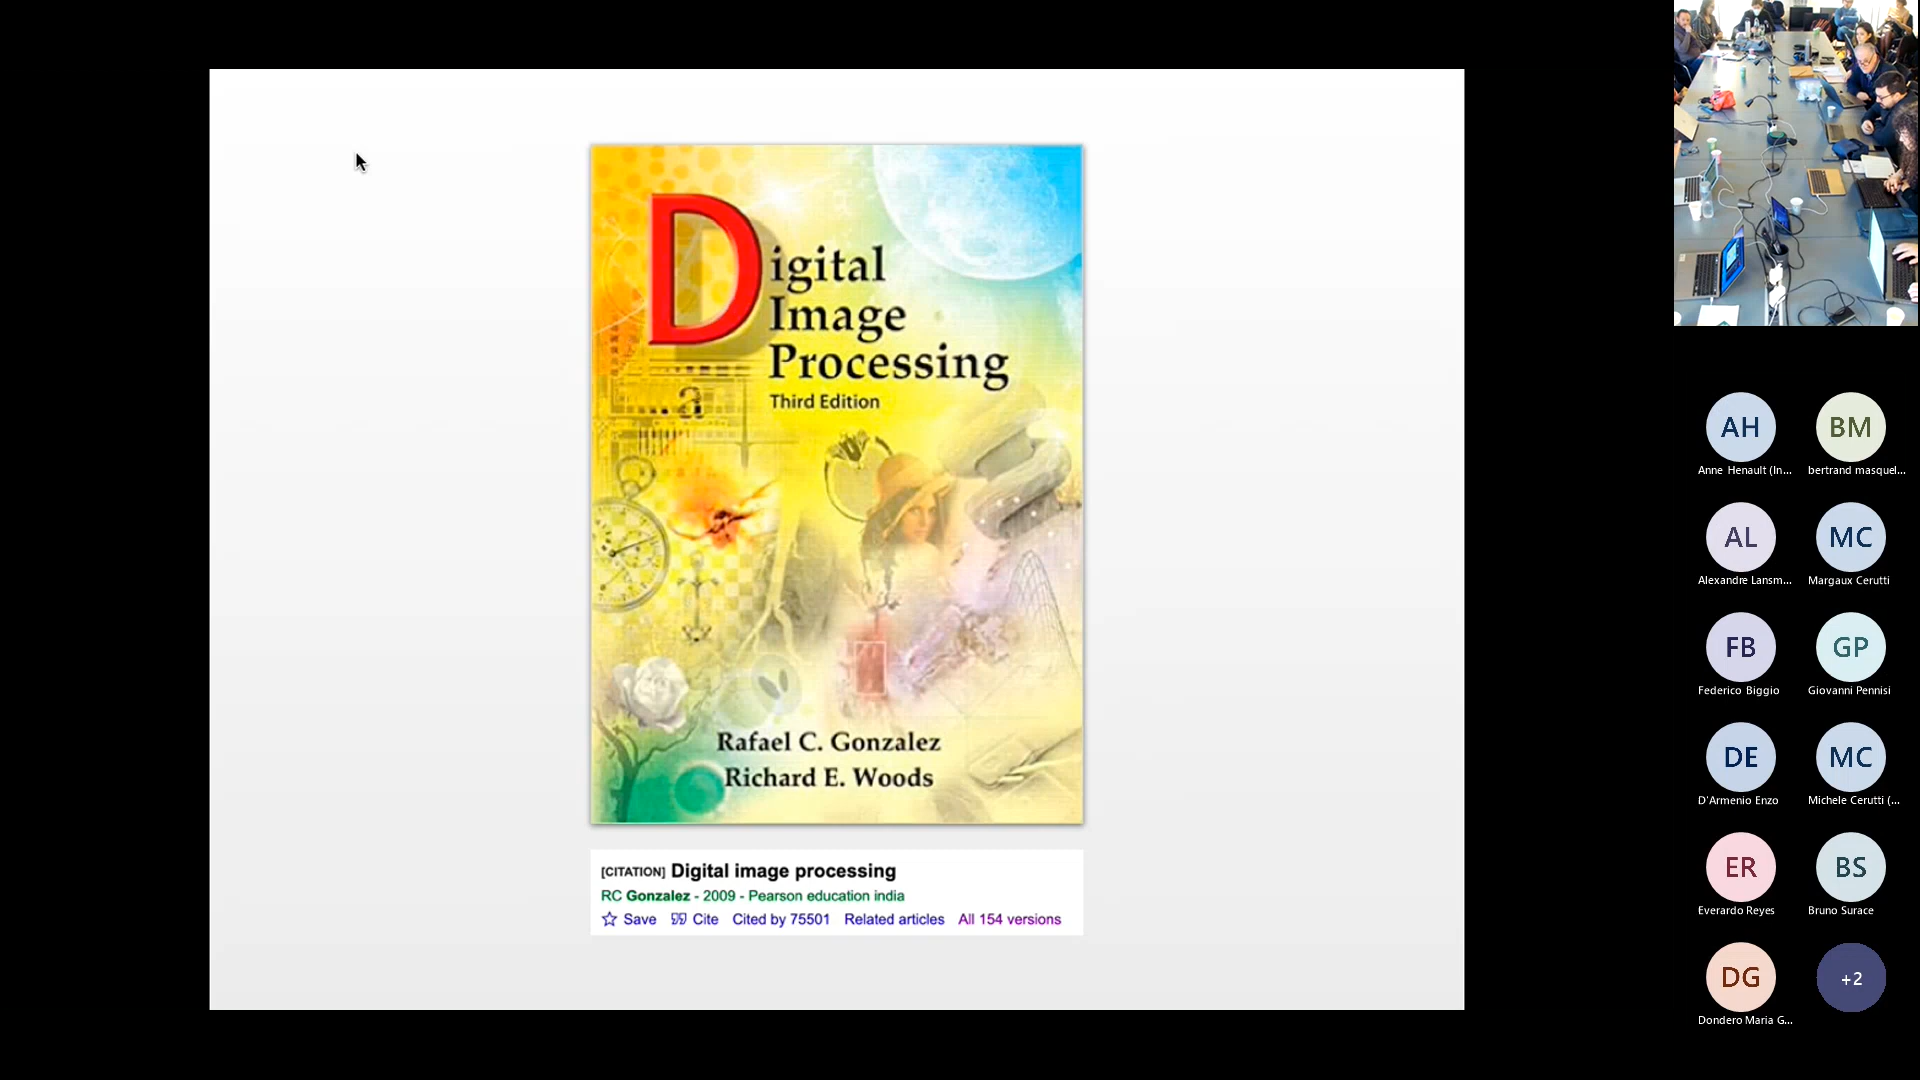 Digital
Image
Processing
Third Edition
a
Rafael C. Gonzalez
Richard E. Woods
[CITATION] Digital image processing
RC Gonzalez - 2009 - Pearson education india
Save Cite Cited by 75501 Related articles All 154 versions
AH BM
Anne Henault (In... bertrand masquel...
AL MC
Alexandre Lansm... Margaux Cerutti
FB GP
Federico Biggio Giovanni Pennisi
DE MC
D'Armenio Enzo Michele Cerutti (...
ER BS
Everardo Reyes Bruno Surace
DG +2
Dondero Maria G...